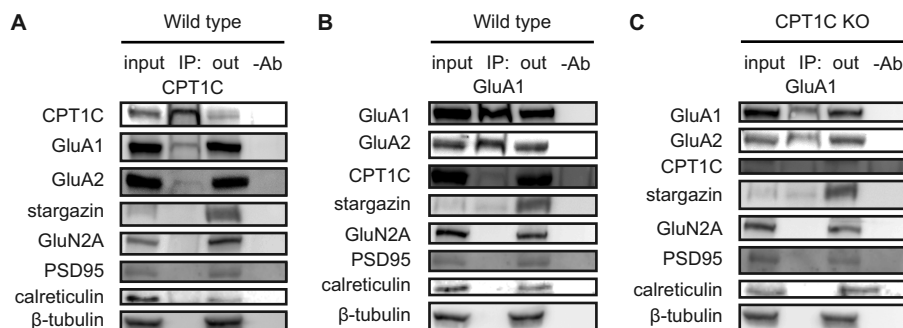 A
Wild type
input IP: out -Ab
CPT1C
CPT1C
GluA1
GluA2
stargazin
GluN2A
PSD95
calreticulin
β-tubulin
B
Wild type
input IP: out -Ab
GluA1
GluA1
GluA2
CPT1C
stargazin
GluN2A
PSD95
calreticulin
β-tubulin
C
CPT1C KO
input IP: out -Ab
GluA1
GluA1
GluA2
CPT1C
stargazin
GluN2A
PSD95
calreticulin
β-tubulin